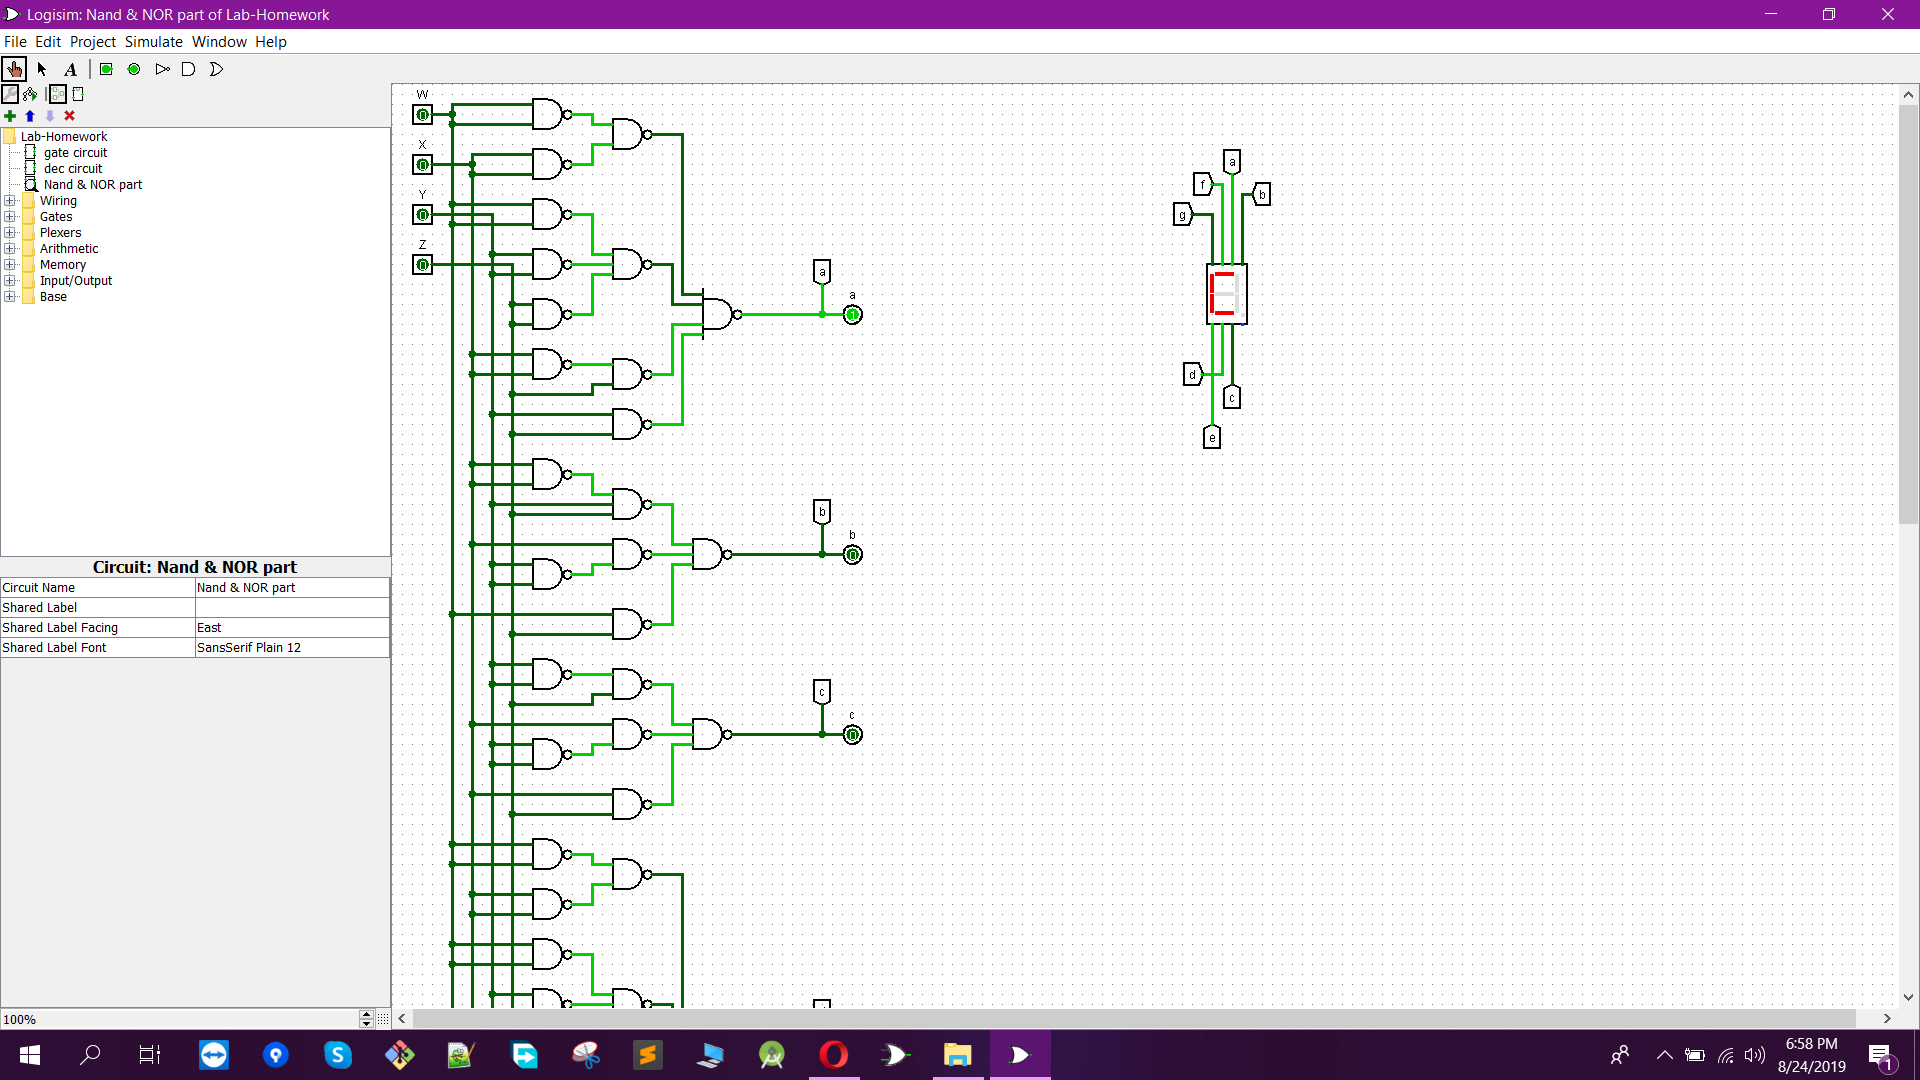 Logisim: Nand & NOR part of Lab-Homework
File Edit Project Simulate Window Help
A
Lab-Homework
gate circuit
dec circuit
Nand & NOR part
Wiring
Gates
Plexers
Arithmetic
Memory
Input/Output
Base
Circuit: Nand & NOR part
Circuit Name Nand & NOR part
Shared Label
Shared Label Facing East
Shared Label Font SansSerif Plain 12
100%
W
0
X
0
Y
0
Z
0
a
a
1
b
b
0
c
c
0
a
f
b
g
d
c
e
6:58 PM
8/24/2019
1